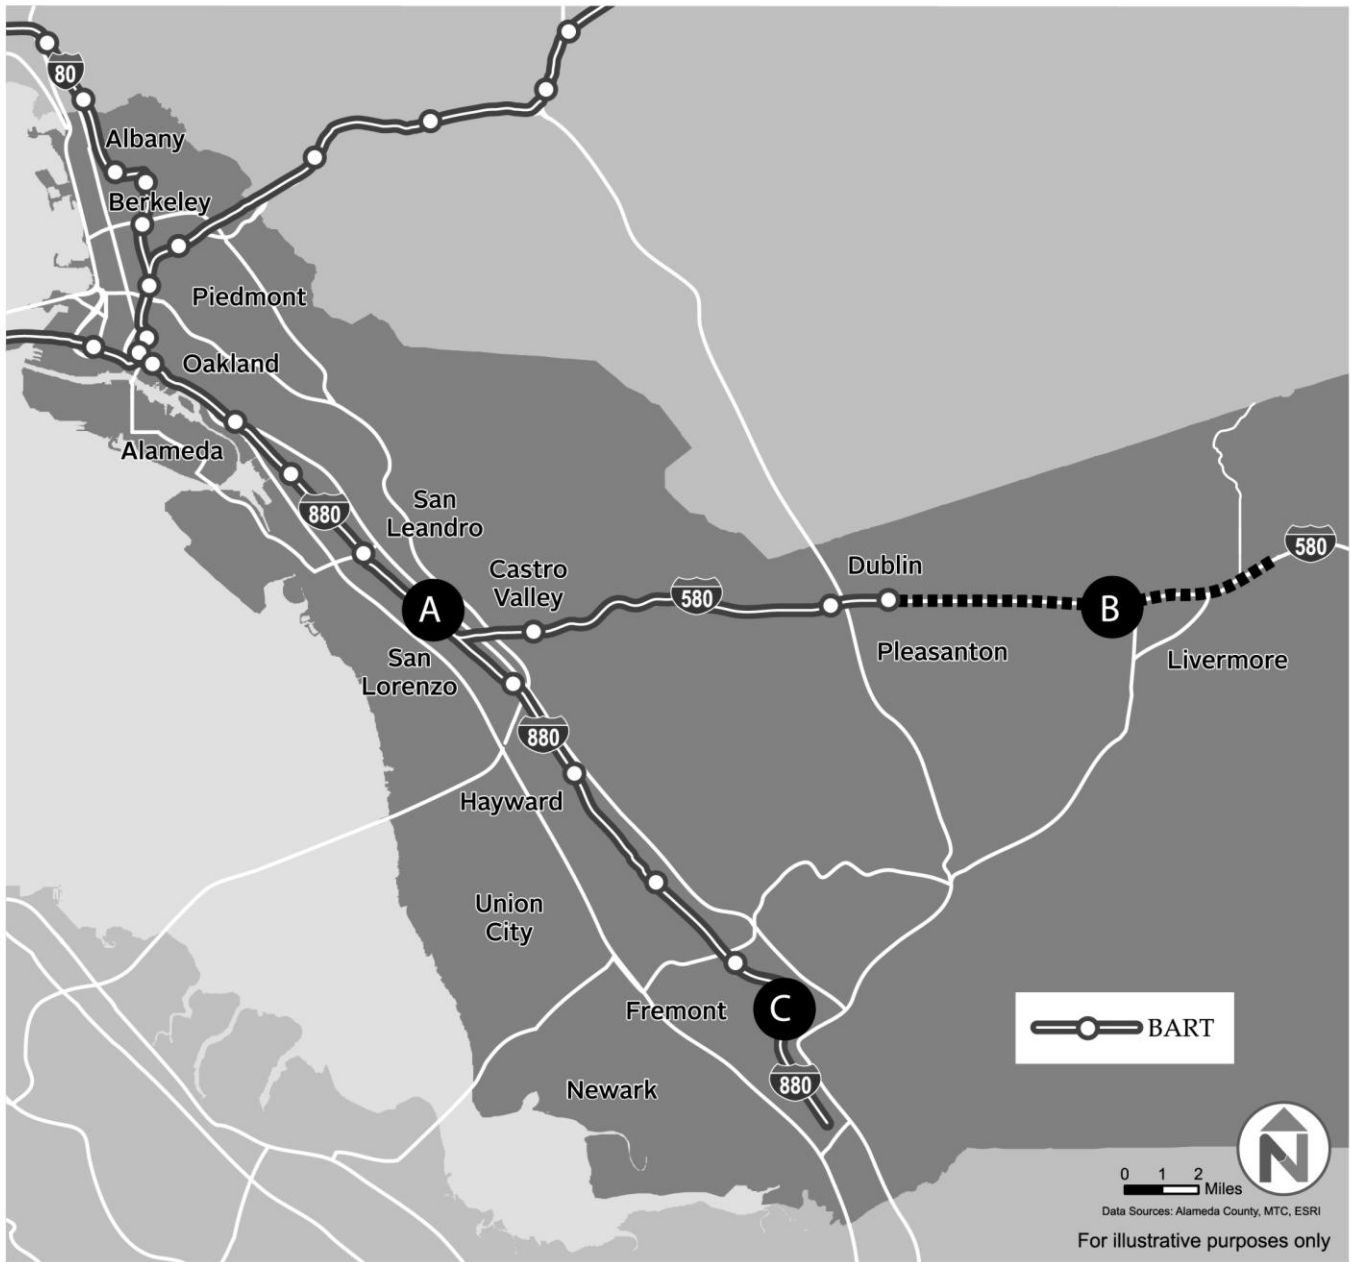 80
Albany
Berkeley
Piedmont
Oakland
Alameda
880
San
Leandro
Castro
Valley
A
580
Dublin
580
B
San
Lorenzo
Pleasanton
Livermore
880
Hayward
Union
City
Fremont
C
BART
880
Newark
N
0 1 2
Miles
Data Sources: Alameda County, MTC, ESRI
For illustrative purposes only